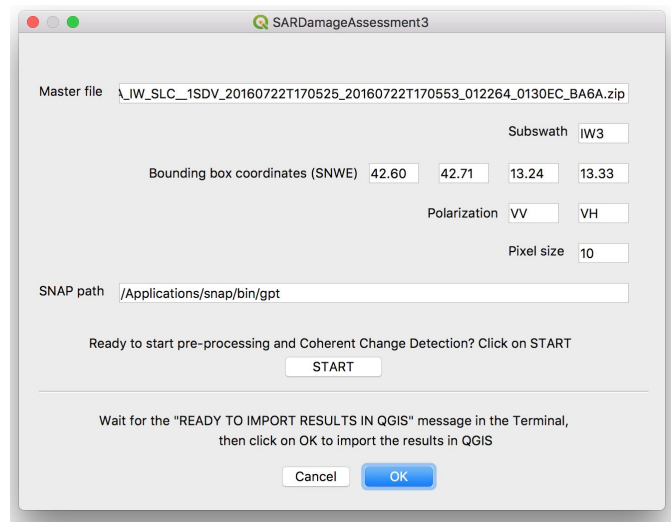 SARDamageAssessment3
Master file A_IW_SLC__1SDV_20160722T170525_20160722T170553_012264_0130EC_BA6A.zip
Subswath IW3
Bounding box coordinates (SNWE) 42.60 42.71 13.24 13.33
Polarization VV VH
Pixel size 10
SNAP path /Applications/snap/bin/gpt
Ready to start pre-processing and Coherent Change Detection? Click on START
START
Wait for the "READY TO IMPORT RESULTS IN QGIS" message in the Terminal,
then click on OK to import the results in QGIS
Cancel OK